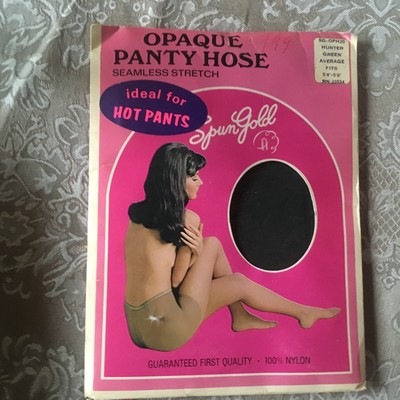 OPAQUE
PANTY HOSE
SEAMLESS STRETCH
ideal for
HOT PANTS
HUNTER
GREEN
AVERAGE
FITS
Spun Gold
GUARANTEED FIRST QUALITY • 100% NYLON